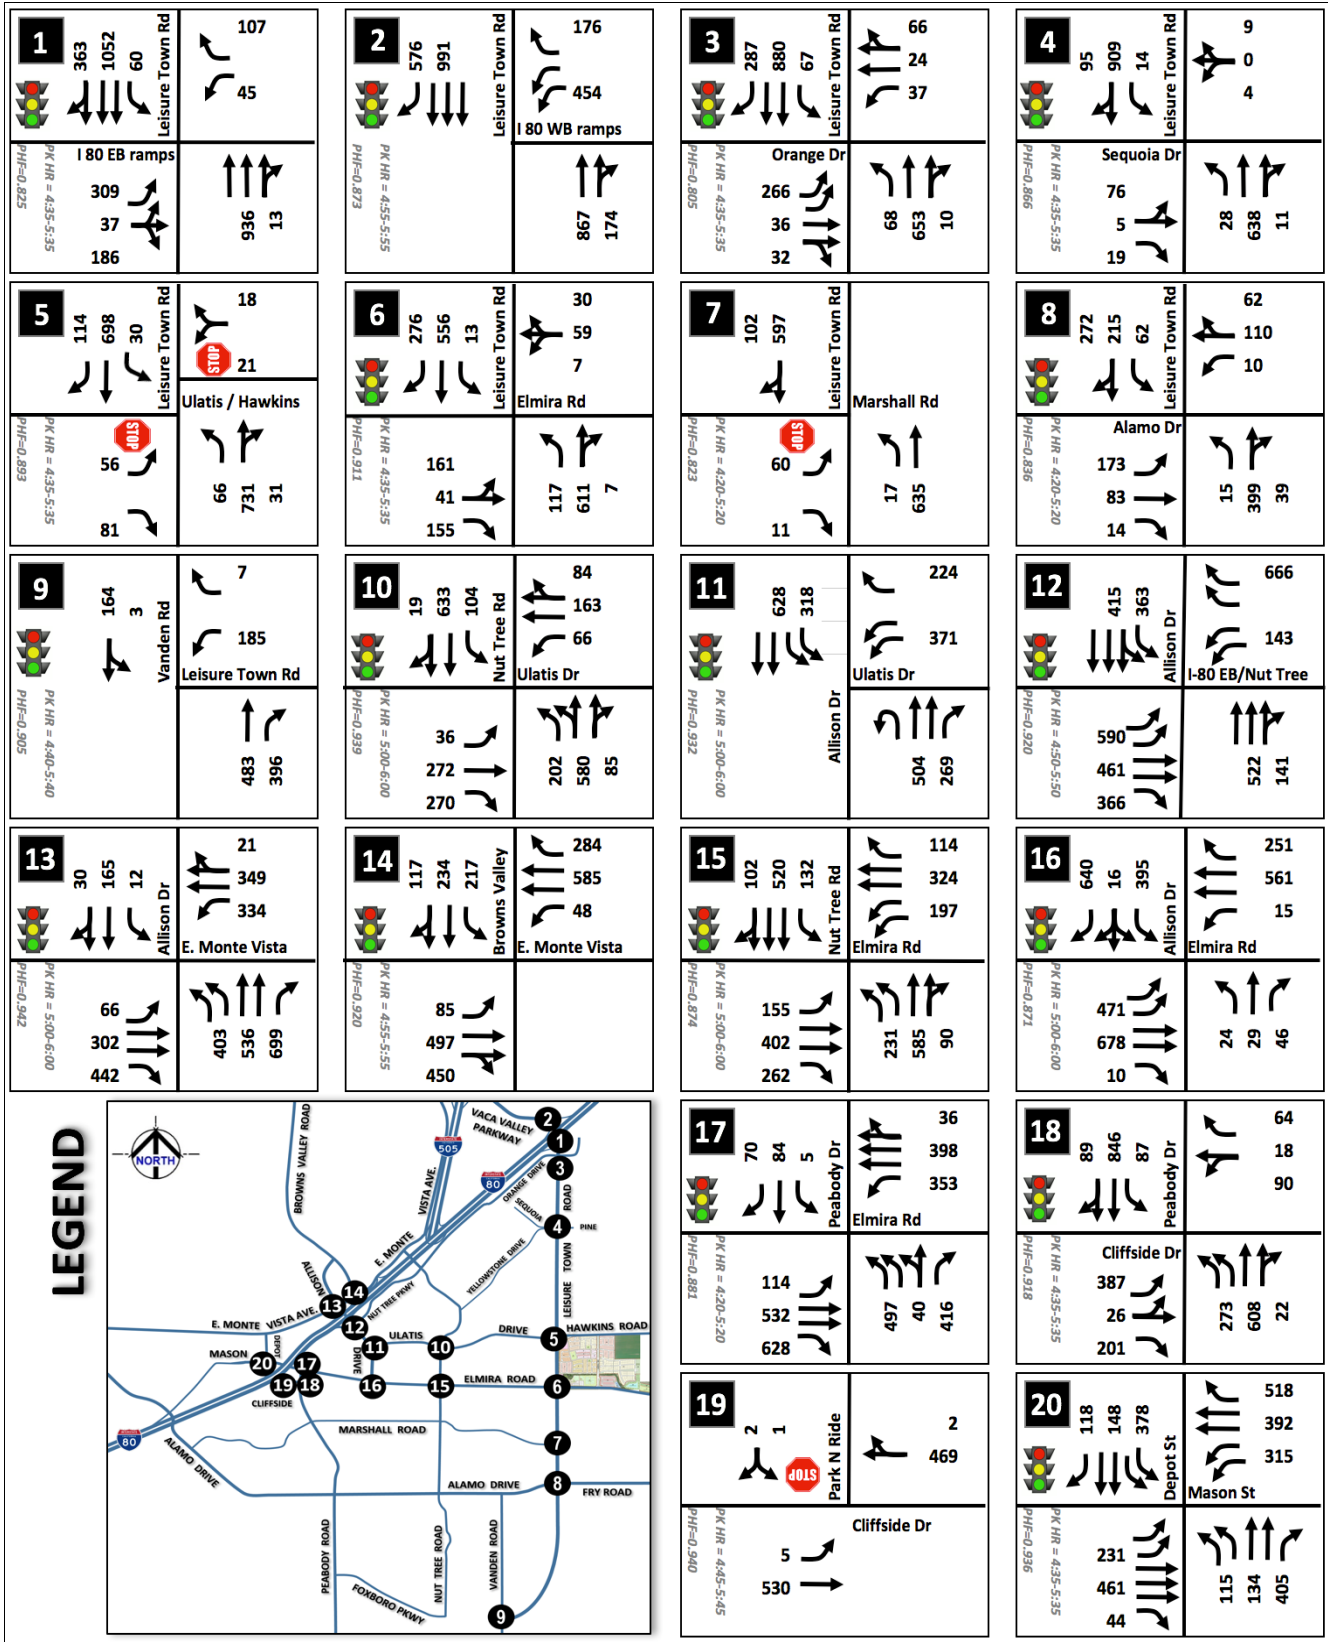 1
363
1052
60
Leisure Town Rd
107
45
I 80 EB ramps
309
37
186
936
13
PK HR = 4:35-5:35
PHF=0.825
2
576
991
Leisure Town Rd
176
454
I 80 WB ramps
867
174
PK HR = 4:55-5:55
PHF=0.873
3
287
880
67
Leisure Town Rd
66
24
37
Orange Dr
266
36
32
68
653
10
PK HR = 4:35-5:35
PHF=0.805
4
95
909
14
Leisure Town Rd
9
0
4
Sequoia Dr
76
5
19
28
638
11
PK HR = 4:35-5:35
PHF=0.866
5
114
698
30
Leisure Town Rd
18
STOP
21
Ulatis / Hawkins
STOP
56
81
66
731
31
PK HR = 4:35-5:35
PHF=0.893
6
276
556
13
Leisure Town Rd
30
59
7
Elmira Rd
161
41
155
117
611
7
PK HR = 4:35-5:35
PHF=0.911
7
102
597
Leisure Town Rd
Marshall Rd
STOP
60
11
17
635
PK HR = 4:20-5:20
PHF=0.823
8
272
215
62
Leisure Town Rd
62
110
10
Alamo Dr
173
83
14
15
399
39
PK HR = 4:20-5:20
PHF=0.836
9
164
3
Vanden Rd
7
185
Leisure Town Rd
483
396
PK HR = 4:40-5:40
PHF=0.905
10
19
633
104
Nut Tree Rd
84
163
66
Ulatis Dr
36
272
270
202
580
85
PK HR = 5:00-6:00
PHF=0.939
11
628
318
Allison Dr
224
371
Ulatis Dr
504
269
PK HR = 5:00-6:00
PHF=0.932
12
415
363
Allison Dr
666
143
I-80 EB/Nut Tree
590
461
366
522
141
PK HR = 4:50-5:50
PHF=0.920
13
30
165
12
Allison Dr
21
349
334
E. Monte Vista
66
302
442
403
536
699
PK HR = 5:00-6:00
PHF=0.942
14
117
234
217
Browns Valley
284
585
48
E. Monte Vista
85
497
450
PK HR = 4:55-5:55
PHF=0.920
15
102
520
132
Nut Tree Rd
114
324
197
Elmira Rd
155
402
262
231
585
90
PK HR = 5:00-6:00
PHF=0.874
16
640
16
395
Allison Dr
251
561
15
Elmira Rd
471
678
10
24
29
46
PK HR = 5:00-6:00
PHF=0.871
LEGEND
NORTH
BROWNS VALLEY ROAD
505
VACA VALLEY
PARKWAY
2
1
3
VISTA AVE.
80
ORANGE DRIVE
ROAD
SEQUOIA
4
PINE
E. MONTE
YELLOWSTONE DRIVE
TOWN
LEISURE
ALLISON
14
13
NUT TREE PKWY
E. MONTE VISTA AVE.
12
ULATIS
DRIVE
5
HAWKINS ROAD
DEPOT
MASON
20
17
11
10
DRIVE
19
18
16
15
ELMIRA ROAD
6
CLIFFSIDE
MARSHALL ROAD
80
7
ALAMO DRIVE
ALAMO DRIVE
8
FRY ROAD
PEABODY ROAD
NUT TREE ROAD
VANDEN ROAD
FOXBORO PKWY
9
17
70
84
5
Peabody Dr
36
398
353
Elmira Rd
114
532
628
497
40
416
PK HR = 4:20-5:20
PHF=0.881
18
89
846
87
Peabody Dr
64
18
90
Cliffside Dr
387
26
201
273
608
22
PK HR = 4:35-5:35
PHF=0.918
19
2
1
STOP
Park N Ride
2
469
Cliffside Dr
5
530
PK HR = 4:45-5:45
PHF=0.940
20
118
148
378
Depot St
518
392
315
Mason St
231
461
44
115
134
405
PK HR = 4:35-5:35
PHF=0.936